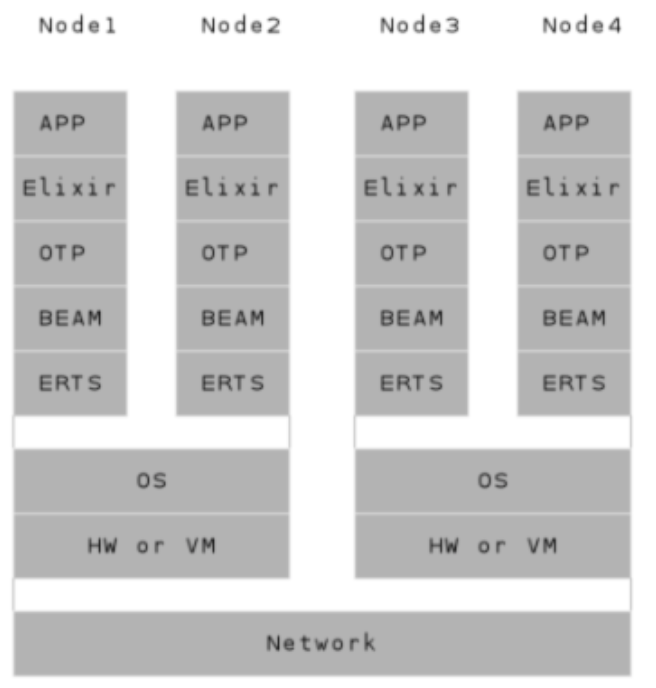 Node1 Node2 Node3 Node4
APP APP APP APP
Elixir Elixir Elixir Elixir
OTP OTP OTP OTP
BEAM BEAM BEAM BEAM
ERTS ERTS ERTS ERTS
OS OS
HW or VM HW or VM
Network